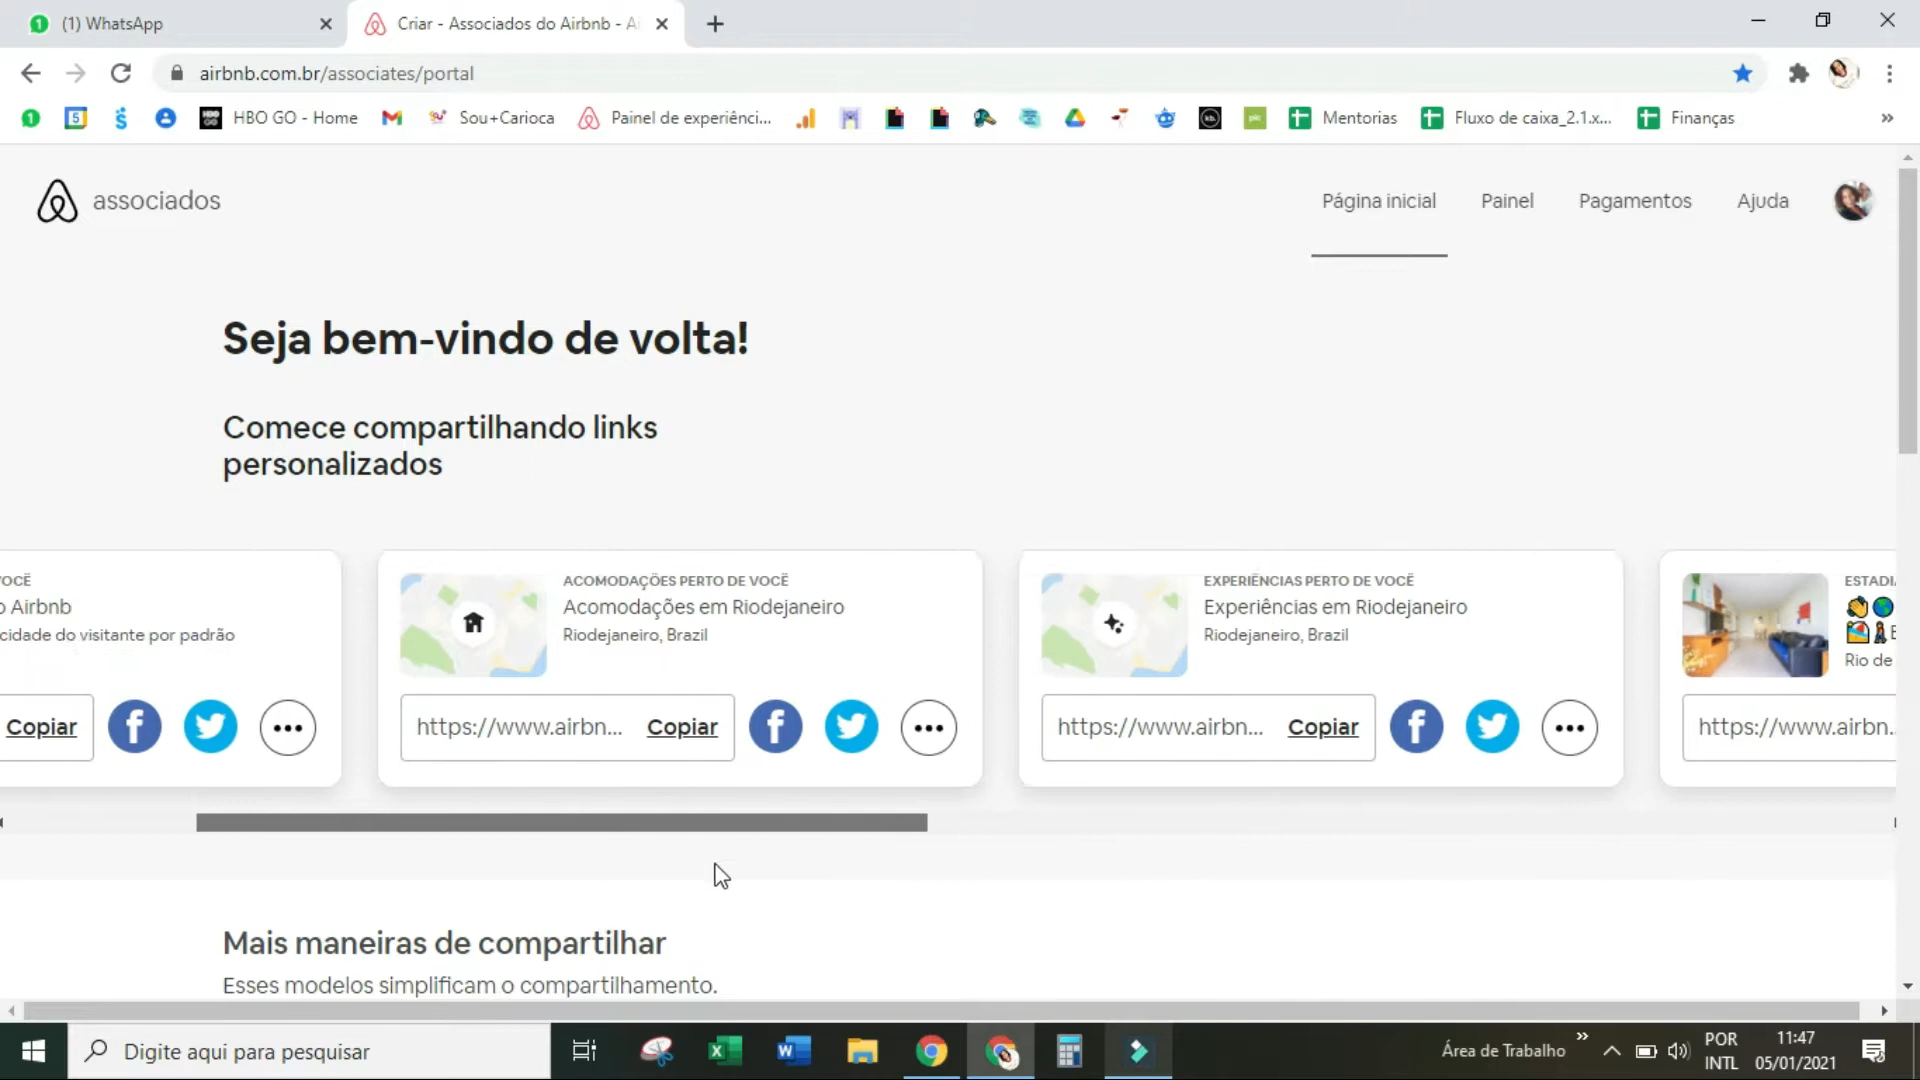 (1) WhatsApp
Criar - Associados do Airbnb - Ai
airbnb.com.br/associates/portal
HBO GO - Home
Sou+Carioca
Painel de experiênci...
Mentorias
Fluxo de caixa_2.1.x...
Finanças
»
associados
Página inicial
Painel
Pagamentos
Ajuda
Seja bem-vindo de volta!
Comece compartilhando links
personalizados
OCÊ
o Airbnb
cidade do visitante por padrão
Copiar
ACOMODAÇÕES PERTO DE VOCÊ
Acomodações em Riodejaneiro
Riodejaneiro, Brazil
https://www.airbn...
Copiar
EXPERIÊNCIAS PERTO DE VOCÊ
Experiências em Riodejaneiro
Riodejaneiro, Brazil
https://www.airbn...
Copiar
ESTADI
Rio de
https://www.airbn..
Mais maneiras de compartilhar
Esses modelos simplificam o compartilhamento.
Digite aqui para pesquisar
Área de Trabalho
»
POR
INTL
11:47
05/01/2021